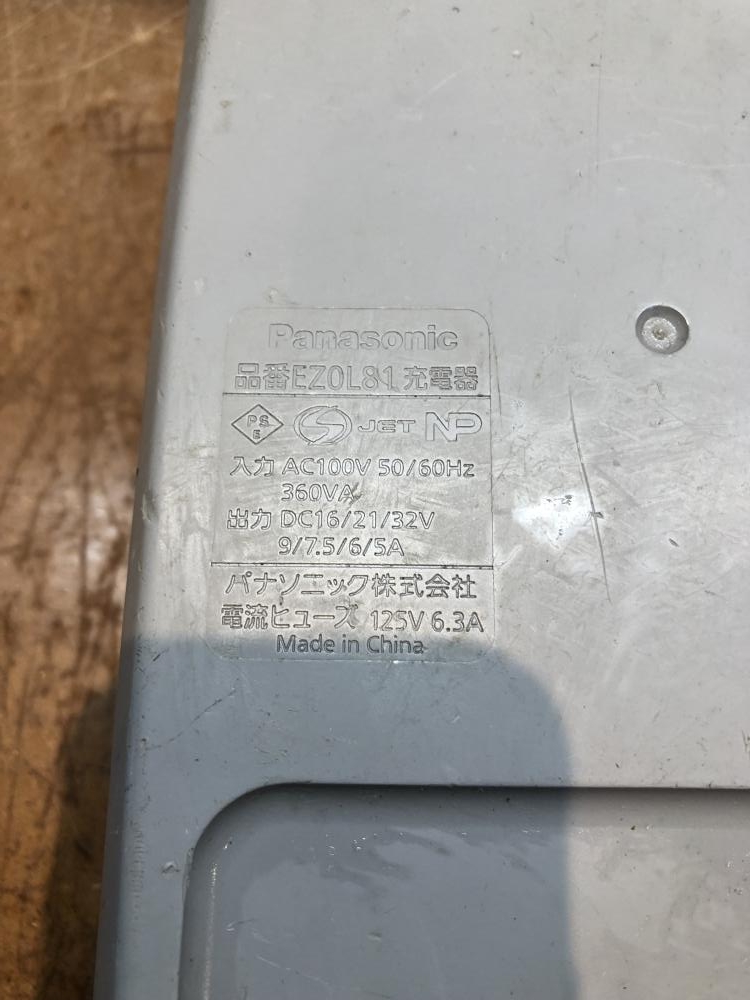 Panasonic
品番EZ0L81 充電器
PS
E
JET NP
入力 AC100V 50/60Hz
360VA
出力 DC16/21/32V
9/7.5/6/5A
パナソニック株式会社
電流ヒューズ 125V 6.3A
Made in China